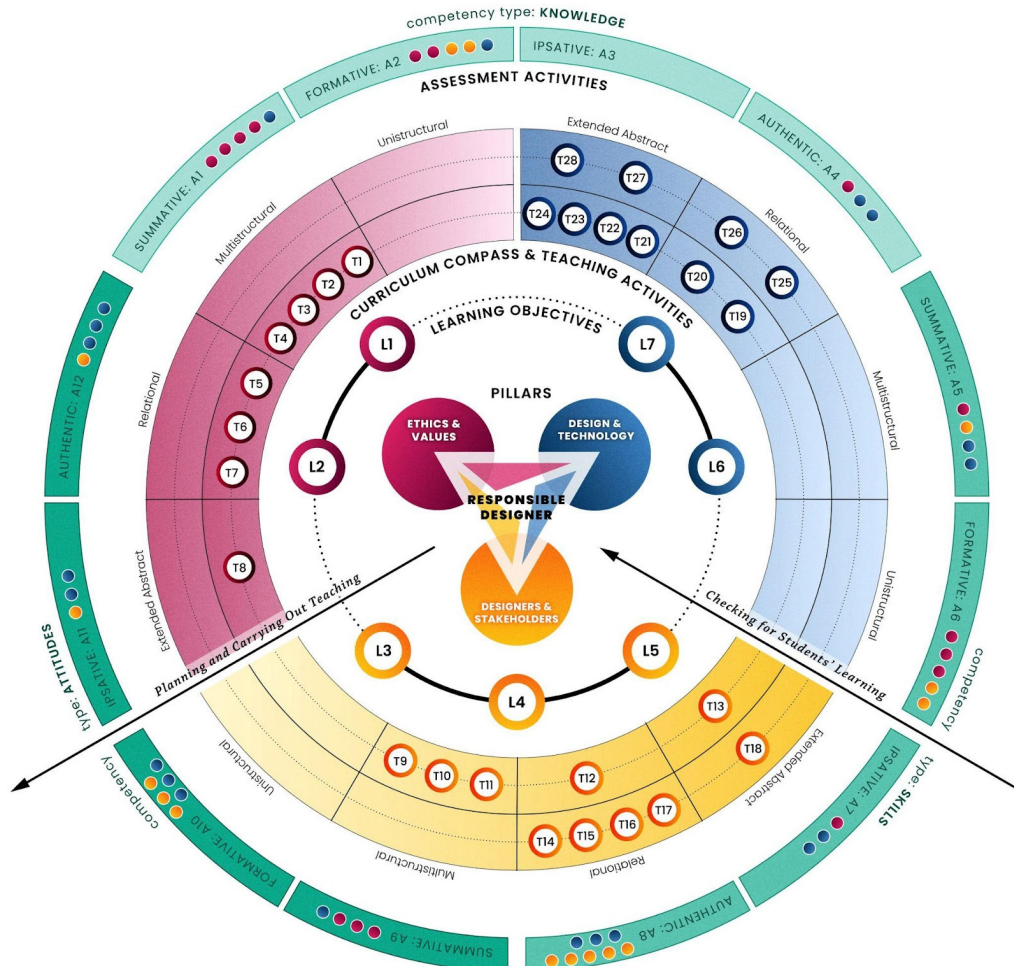 competency type: KNOWLEDGE
FORMATIVE: A2
IPSATIVE: A3
ASSESSMENT ACTIVITIES
SUMMATIVE: A1
AUTHENTIC: A4
Unistructural
Extended Abstract
T28
T27
T24
T23
T22
T21
T26
Relational
T20
T25
T19
Multistructural
T1
T2
T3
T4
CURRICULUM COMPASS & TEACHING ACTIVITIES
LEARNING OBJECTIVES
L1
L7
AUTHENTIC: A12
SUMMATIVE: A5
Relational
Multistructural
T5
T6
T7
L2
L6
PILLARS
ETHICS &
VALUES
DESIGN &
TECHNOLOGY
RESPONSIBLE
DESIGNER
DESIGNERS &
STAKEHOLDERS
T8
Extended Abstract
Unistructural
IPSATIVE: A11
FORMATIVE: A6
type: ATTITUDES
competency
Planning and Carrying Out Teaching
Checking for Students' Learning
L3
L4
L5
T13
T18
T9
T10
T11
T12
T14
T15
T16
T17
Unistructural
Multistructural
Relational
Extended Abstract
competency
type: SKILLS
FORMATIVE: A10
IPSATIVE: A7
SUMMATIVE: A9
AUTHENTIC: A8